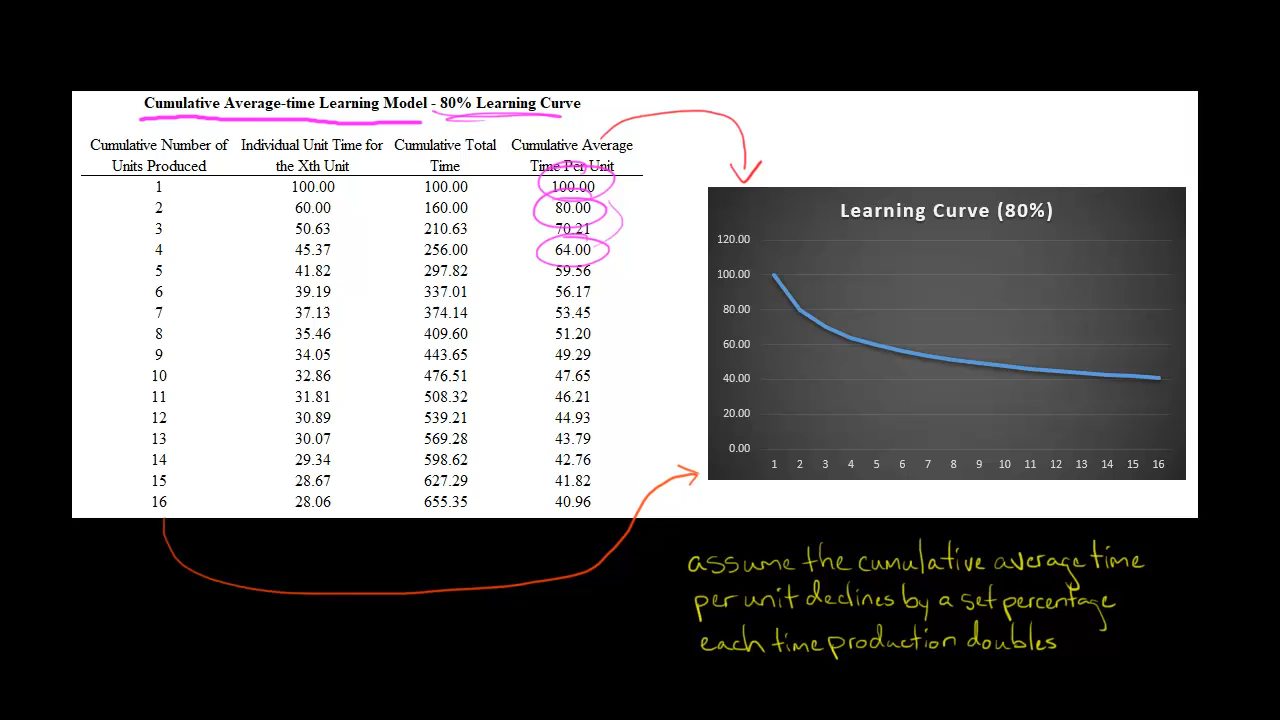 Cumulative Average-time Learning Model - 80% Learning Curve
Cumulative Number of Individual Unit Time for Cumulative Total Cumulative Average
Units Produced the Xth Unit Time Time Per Unit
1 100.00 100.00 100.00
2 60.00 160.00 80.00
3 50.63 210.63 70.21
4 45.37 256.00 64.00
5 41.82 297.82 59.56
6 39.19 337.01 56.17
7 37.13 374.14 53.45
8 35.46 409.60 51.20
9 34.05 443.65 49.29
10 32.86 476.51 47.65
11 31.81 508.32 46.21
12 30.89 539.21 44.93
13 30.07 569.28 43.79
14 29.34 598.62 42.76
15 28.67 627.29 41.82
16 28.06 655.35 40.96
Learning Curve (80%)
120.00
100.00
80.00
60.00
40.00
20.00
0.00
1 2 3 4 5 6 7 8 9 10 11 12 13 14 15 16
assume the cumulative average time
per unit declines by a set percentage
each time production doubles